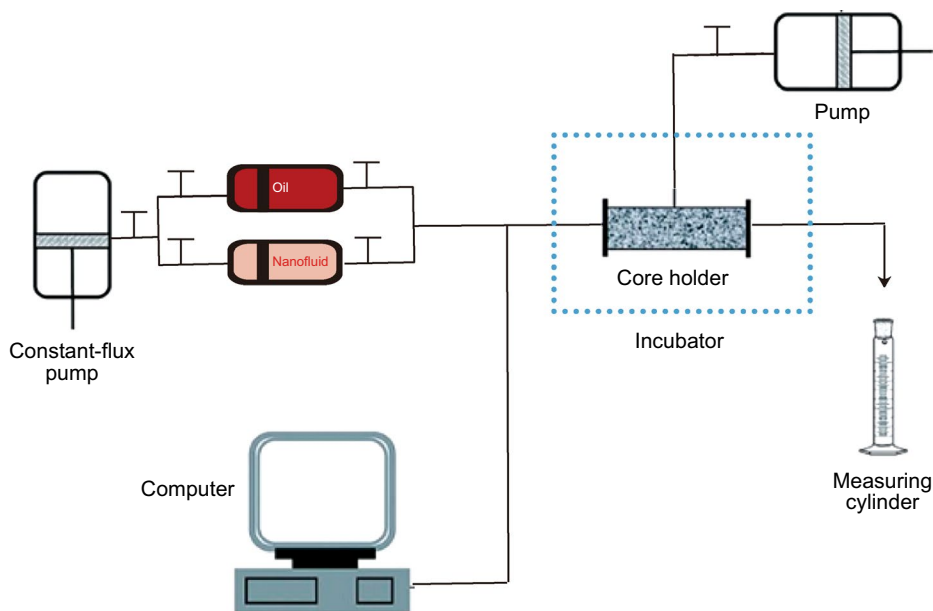 Pump
Oil
Nanofluid
Core holder
Incubator
Constant-flux
pump
Computer
Measuring
cylinder